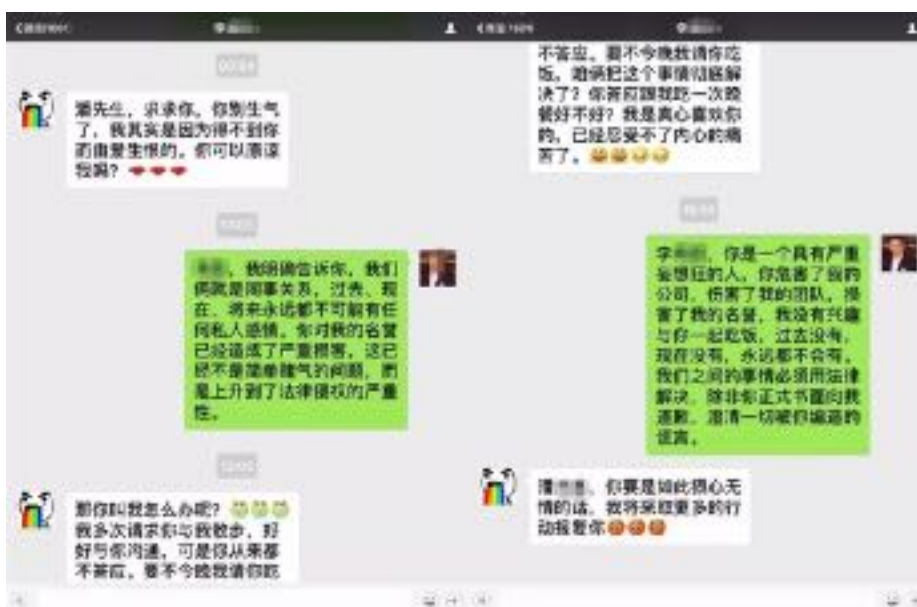 潘先生，求求你，你别生气
了，我其实是因为得不到你
而由爱生恨的。你可以原谅
我吗？
，我明确告诉你，我们
俩就是同事关系，过去、现
在、将来永远都不可能有任
何私人感情。你对我的名誉
已经造成了严重损害，这已
经不是简单脾气的问题，而
是上升到了法律侵权的严重
性。
那你叫我怎么办呢？
我多次请求你与我散步，好
好与你沟通，可是你从来都
不答应，要不今晚我请你吃
不答应，要不今晚我请你吃
饭，咱俩把这个事情彻底解
决了？你答应跟我吃一次晚
餐好不好？我是真心喜欢你
的，已经忍受不了内心的痛
苦了。
李 ，你是一个具有严重
妄想狂的人，你危害了我的
公司，伤害了我的团队，损
害了我的名誉，我没有兴趣
与你一起吃饭，过去没有，
现在没有，永远都不会有。
我们之间的事情必须用法律
解决，除非你正式书面向我
道歉，澄清一切被你编造的
谎言。
潘 ，你要是如此狠心无
情的话，我将采取更多的行
动报复你